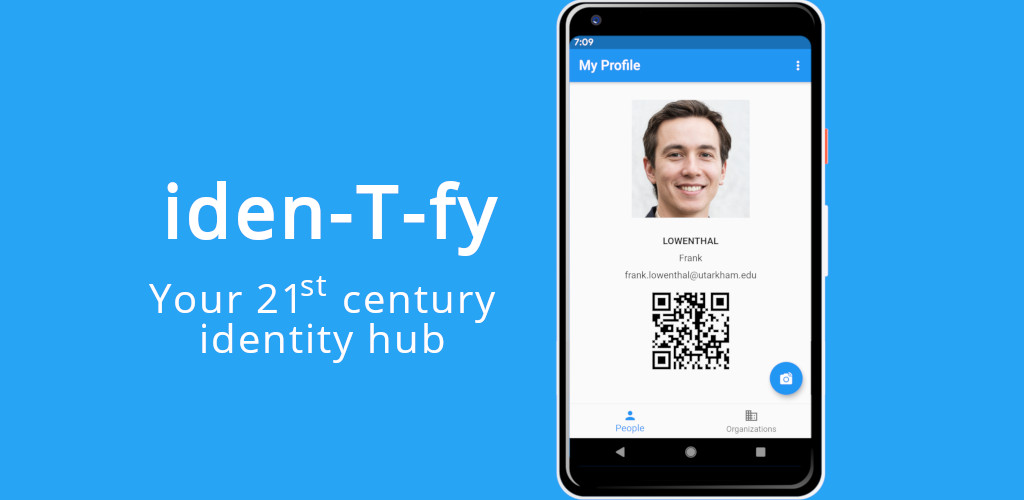 iden-T-fy
Your 21st century
identity hub
7:09
My Profile
LOWENTHAL
Frank
frank.lowenthal@utarkham.edu
People
Organizations